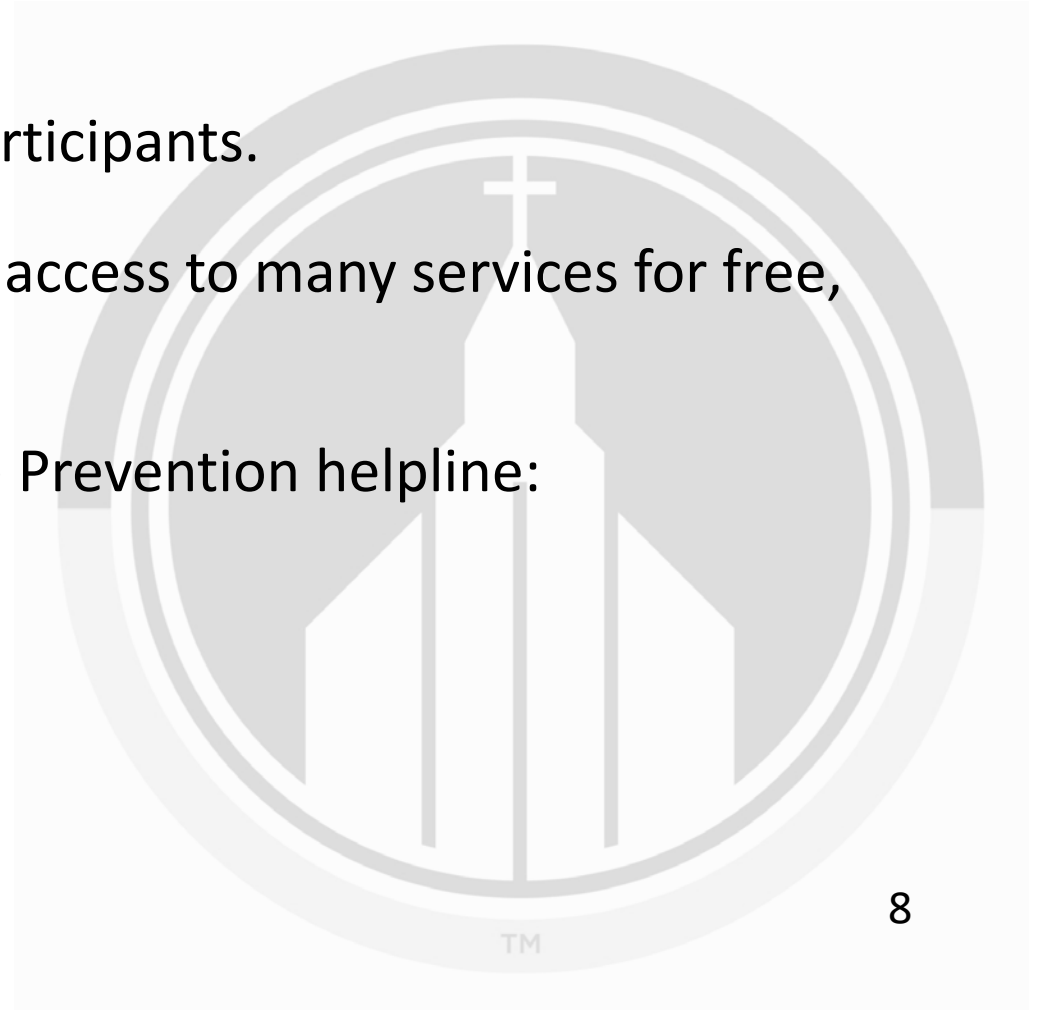 rticipants.
access to many services for free,
Prevention helpline:
8
TM